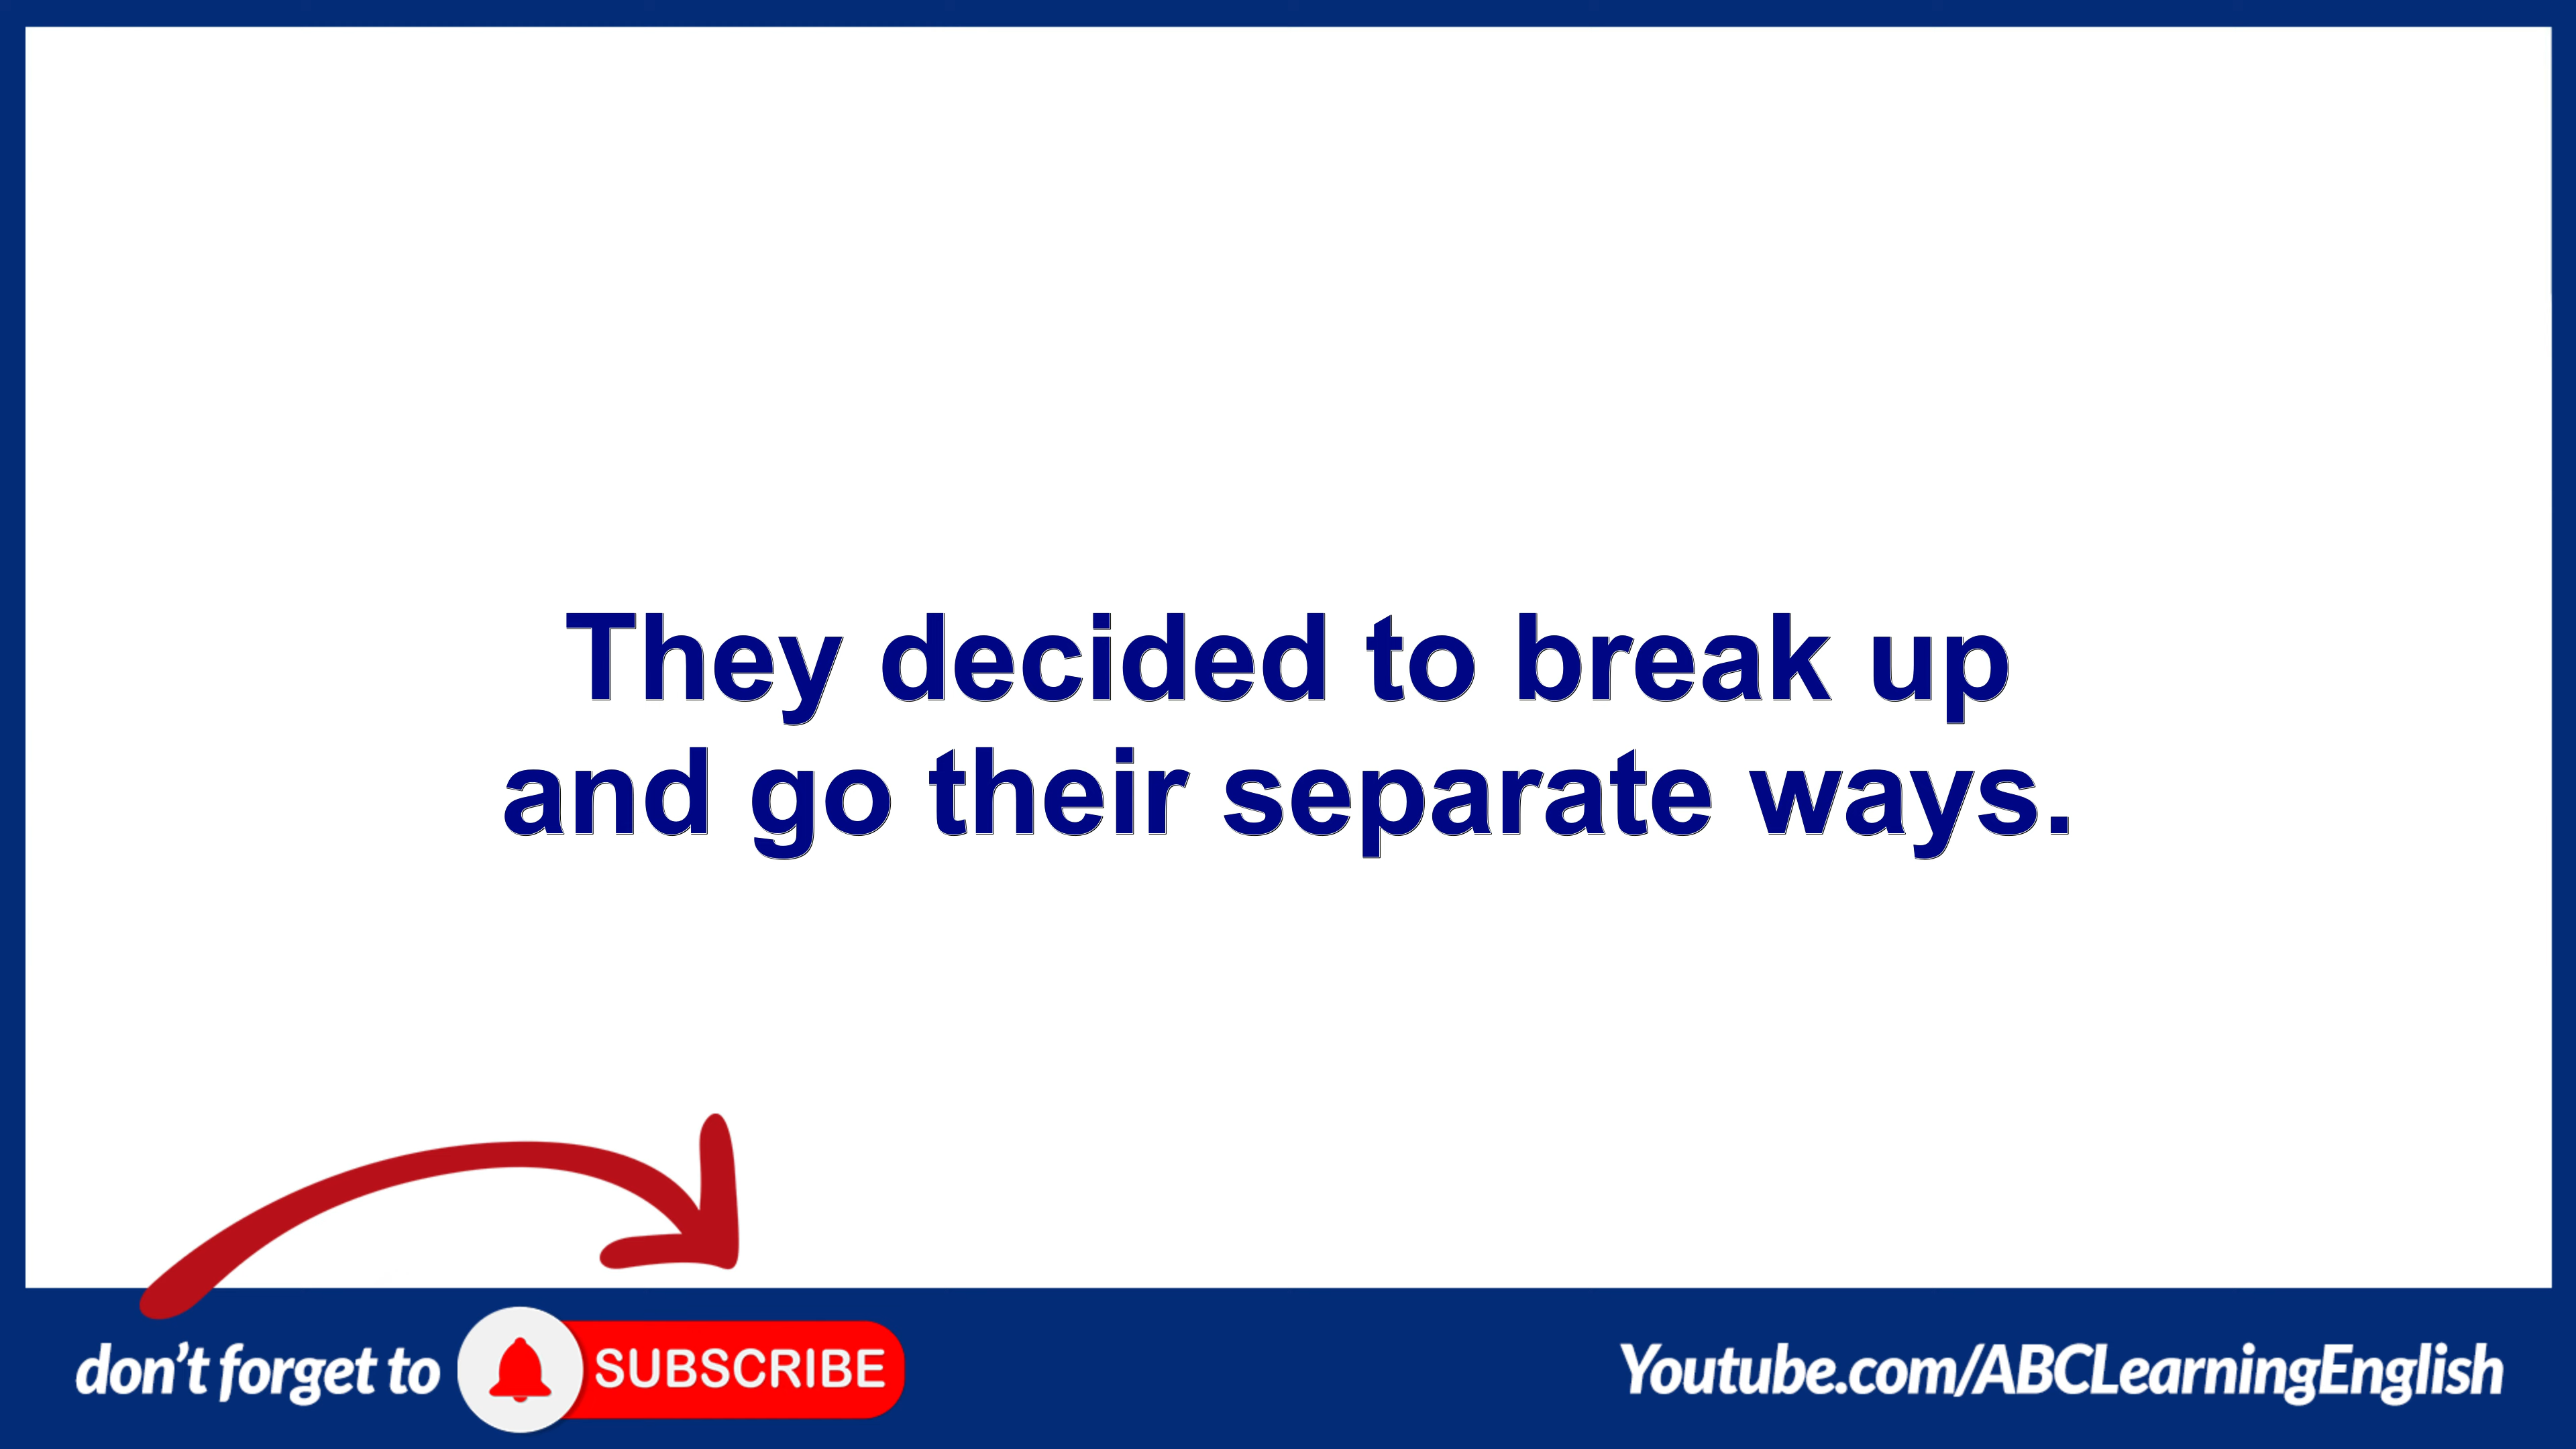 They decided to break up
and go their separate ways.
don't forget to SUBSCRIBE
Youtube.com/ABCLearningEnglish